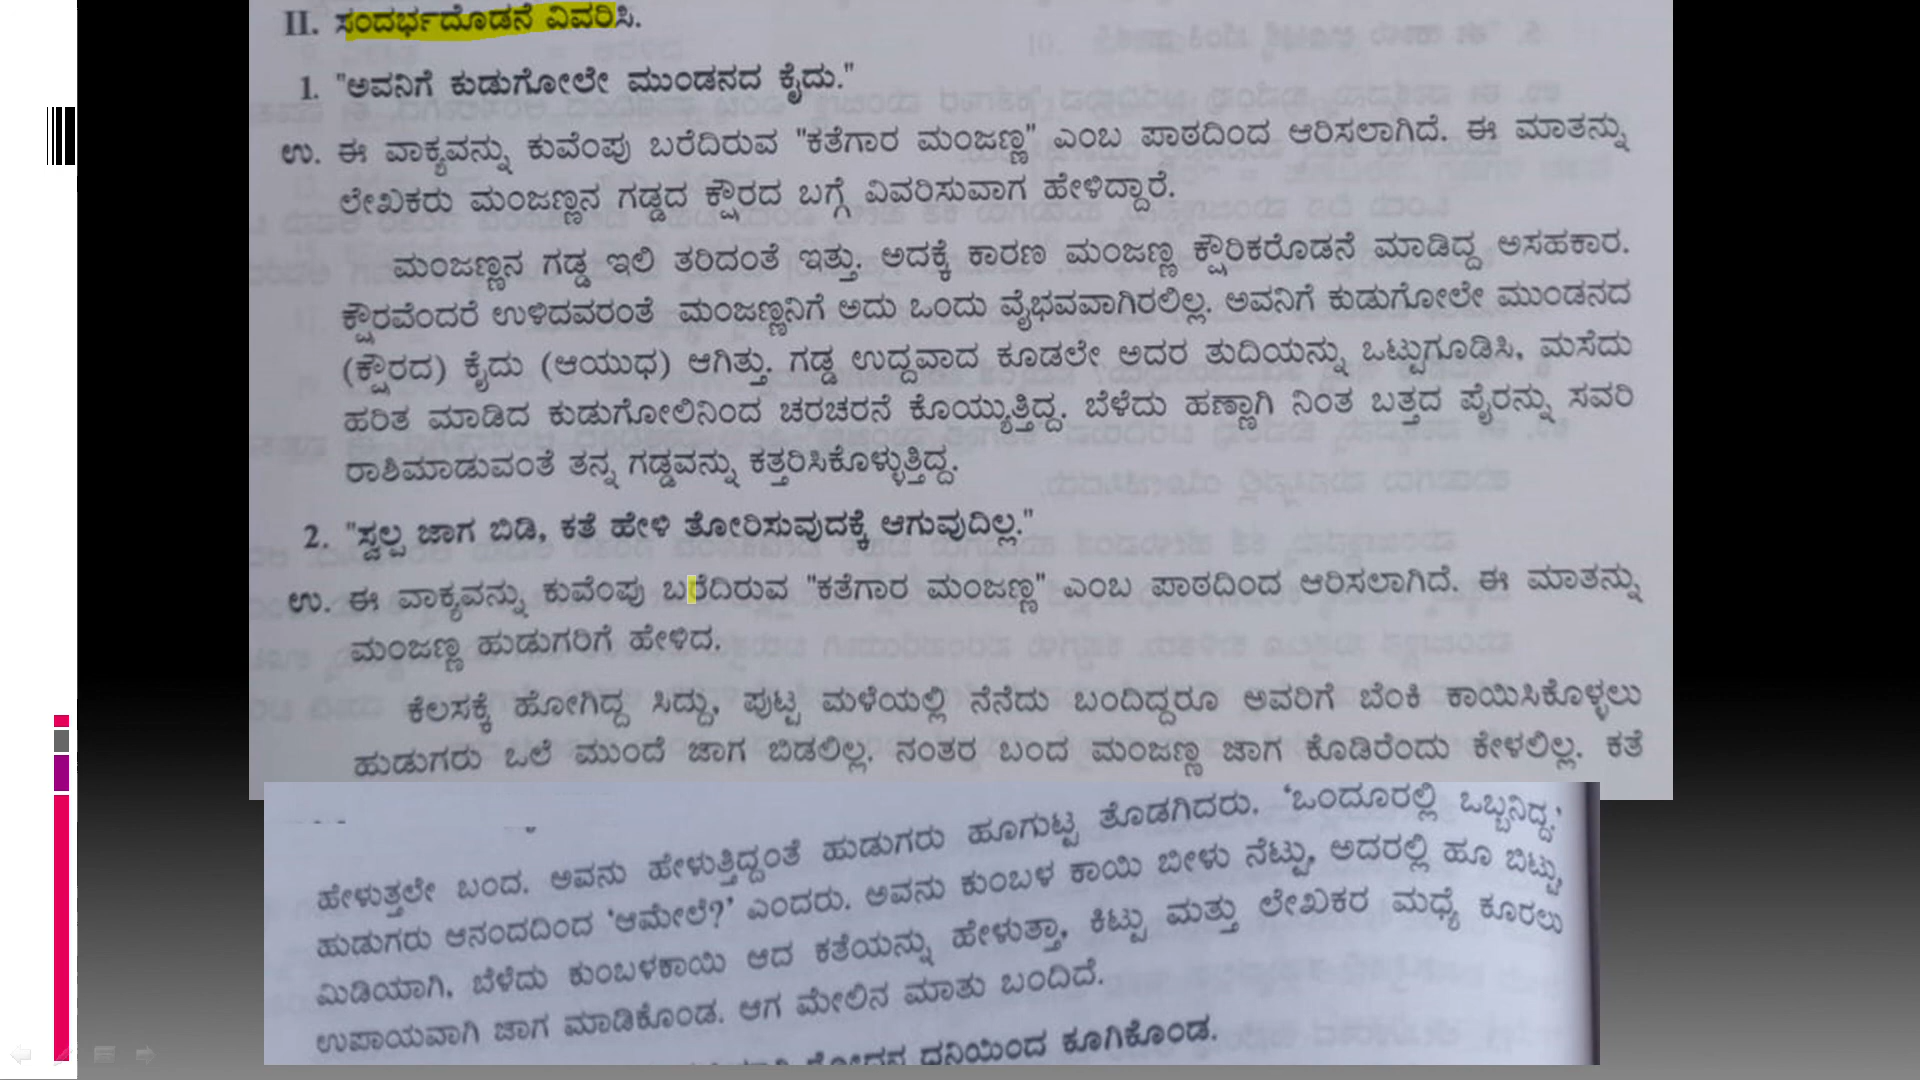 II. ಸಂದರ್ಭದೊಡನೆ ವಿವರಿಸಿ.
1. "ಅವನಿಗೆ ಕುಡುಗೋಲೇ ಮುಂಡನದ ಕೈದು."
ಉ. ಈ ವಾಕ್ಯವನ್ನು ಕುವೆಂಪು ಬರೆದಿರುವ "ಕತೆಗಾರ ಮಂಜಣ್ಣ" ಎಂಬ ಪಾಠದಿಂದ ಆರಿಸಲಾಗಿದೆ. ಈ ಮಾತನ್ನು
ಲೇಖಕರು ಮಂಜಣ್ಣನ ಗಡ್ಡದ ಕ್ಷೌರದ ಬಗ್ಗೆ ವಿವರಿಸುವಾಗ ಹೇಳಿದ್ದಾರೆ.
ಮಂಜಣ್ಣನ ಗಡ್ಡ ಇಲಿ ತರಿದಂತೆ ಇತ್ತು. ಅದಕ್ಕೆ ಕಾರಣ ಮಂಜಣ್ಣ ಕ್ಷೌರಿಕರೊಡನೆ ಮಾಡಿದ್ದ ಅಸಹಕಾರ.
ಕ್ಷೌರವೆಂದರೆ ಉಳಿದವರಂತೆ ಮಂಜಣ್ಣನಿಗೆ ಅದು ಒಂದು ವೈಭವವಾಗಿರಲಿಲ್ಲ. ಅವನಿಗೆ ಕುಡುಗೋಲೇ ಮುಂಡನದ
(ಕ್ಷೌರದ) ಕೈದು (ಆಯುಧ) ಆಗಿತ್ತು. ಗಡ್ಡ ಉದ್ದವಾದ ಕೂಡಲೇ ಅದರ ತುದಿಯನ್ನು ಒಟ್ಟುಗೂಡಿಸಿ, ಮಸೆದು
ಹರಿತ ಮಾಡಿದ ಕುಡುಗೋಲಿನಿಂದ ಚರಚರನೆ ಕೊಯ್ಯುತ್ತಿದ್ದ. ಬೆಳೆದು ಹಣ್ಣಾಗಿ ನಿಂತ ಬತ್ತದ ಪೈರನ್ನು ಸವರಿ
ರಾಶಿಮಾಡುವಂತೆ ತನ್ನ ಗಡ್ಡವನ್ನು ಕತ್ತರಿಸಿಕೊಳ್ಳುತ್ತಿದ್ದ.
2. "ಸ್ವಲ್ಪ ಜಾಗ ಬಿಡಿ, ಕತೆ ಹೇಳಿ ತೋರಿಸುವುದಕ್ಕೆ ಆಗುವುದಿಲ್ಲ."
ಉ. ಈ ವಾಕ್ಯವನ್ನು ಕುವೆಂಪು ಬರೆದಿರುವ "ಕತೆಗಾರ ಮಂಜಣ್ಣ" ಎಂಬ ಪಾಠದಿಂದ ಆರಿಸಲಾಗಿದೆ. ಈ ಮಾತನ್ನು
ಮಂಜಣ್ಣ ಹುಡುಗರಿಗೆ ಹೇಳಿದ.
ಕೆಲಸಕ್ಕೆ ಹೋಗಿದ್ದ ಸಿದ್ದು, ಪುಟ್ಟ ಮಳೆಯಲ್ಲಿ ನೆನೆದು ಬಂದಿದ್ದರೂ ಅವರಿಗೆ ಬೆಂಕಿ ಕಾಯಿಸಿಕೊಳ್ಳಲು
ಹುಡುಗರು ಒಲೆ ಮುಂದೆ ಜಾಗ ಬಿಡಲಿಲ್ಲ. ನಂತರ ಬಂದ ಮಂಜಣ್ಣ ಜಾಗ ಕೊಡಿರೆಂದು ಕೇಳಲಿಲ್ಲ. ಕತೆ
ಹೇಳುತ್ತಲೇ ಬಂದ. ಅವನು ಹೇಳುತ್ತಿದ್ದಂತೆ ಹುಡುಗರು ಹೂಗುಟ್ಟ ತೊಡಗಿದರು. 'ಒಂದೂರಲ್ಲಿ ಒಬ್ಬನಿದ್ದ'
ಹುಡುಗರು ಆನಂದದಿಂದ 'ಆಮೇಲೆ?' ಎಂದರು. ಅವನು ಕುಂಬಳ ಕಾಯಿ ಬೀಳು ನೆಟ್ಟು, ಅದರಲ್ಲಿ ಹೂ ಬಿಟ್ಟು,
ಮಿಡಿಯಾಗಿ, ಬೆಳೆದು ಕುಂಬಳಕಾಯಿ ಆದ ಕತೆಯನ್ನು ಹೇಳುತ್ತಾ, ಕಿಟ್ಟು ಮತ್ತು ಲೇಖಕರ ಮಧ್ಯೆ ಕೂರಲು
ಉಪಾಯವಾಗಿ ಜಾಗ ಮಾಡಿಕೊಂಡ. ಆಗ ಮೇಲಿನ ಮಾತು ಬಂದಿದೆ.
ದನಿಯಿಂದ ಕೂಗಿಕೊಂಡ.